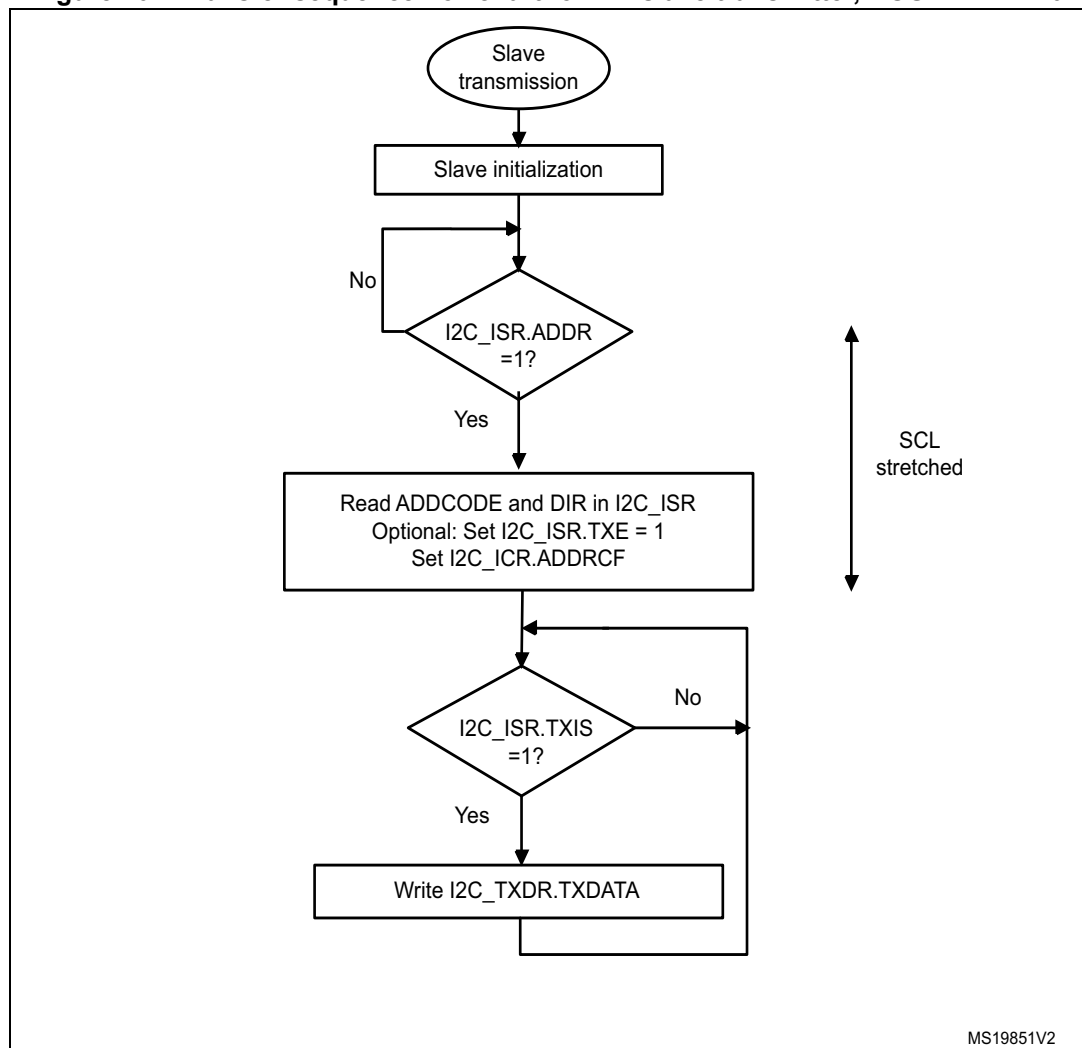 Slave
transmission
Slave initialization
No
I2C_ISR.ADDR
=1?
Yes
SCL
stretched
Read ADDCODE and DIR in I2C_ISR
Optional: Set I2C_ISR.TXE = 1
Set I2C_ICR.ADDRCF
I2C_ISR.TXIS
=1?
No
Yes
Write I2C_TXDR.TXDATA
MS19851V2